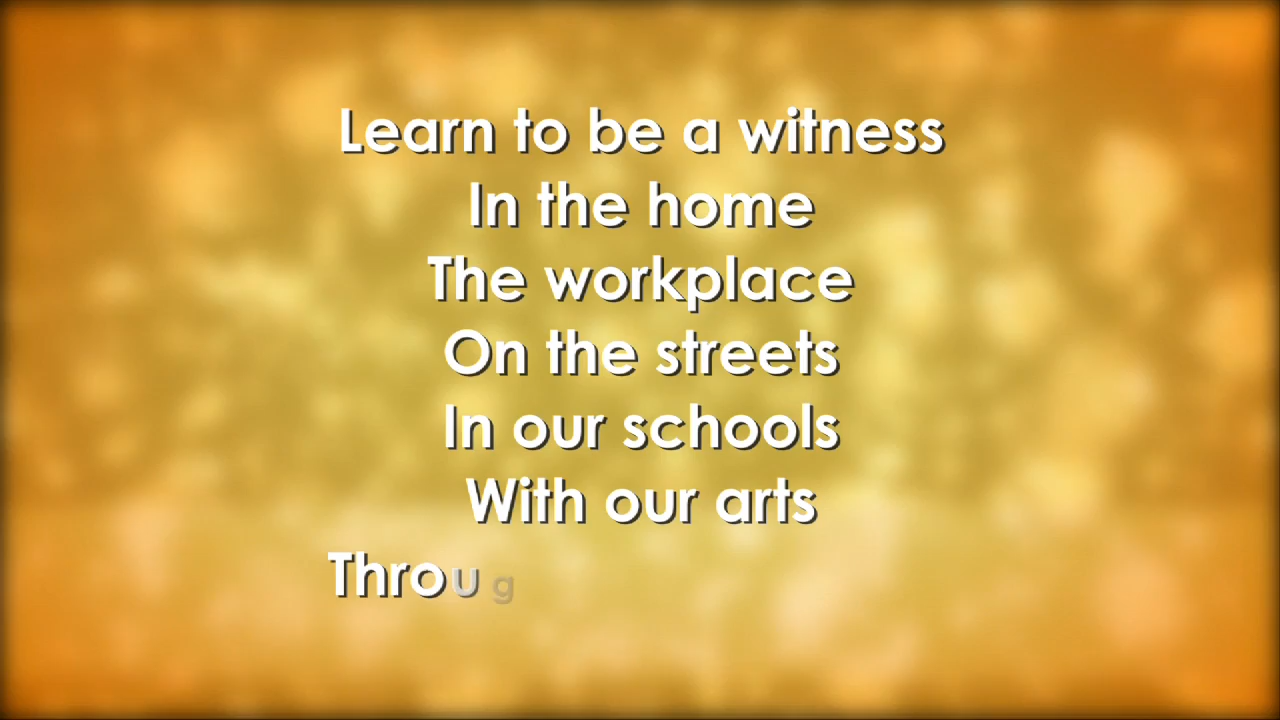 Learn to be a witness
In the home
The workplace
On the streets
In our schools
With our arts
Throug